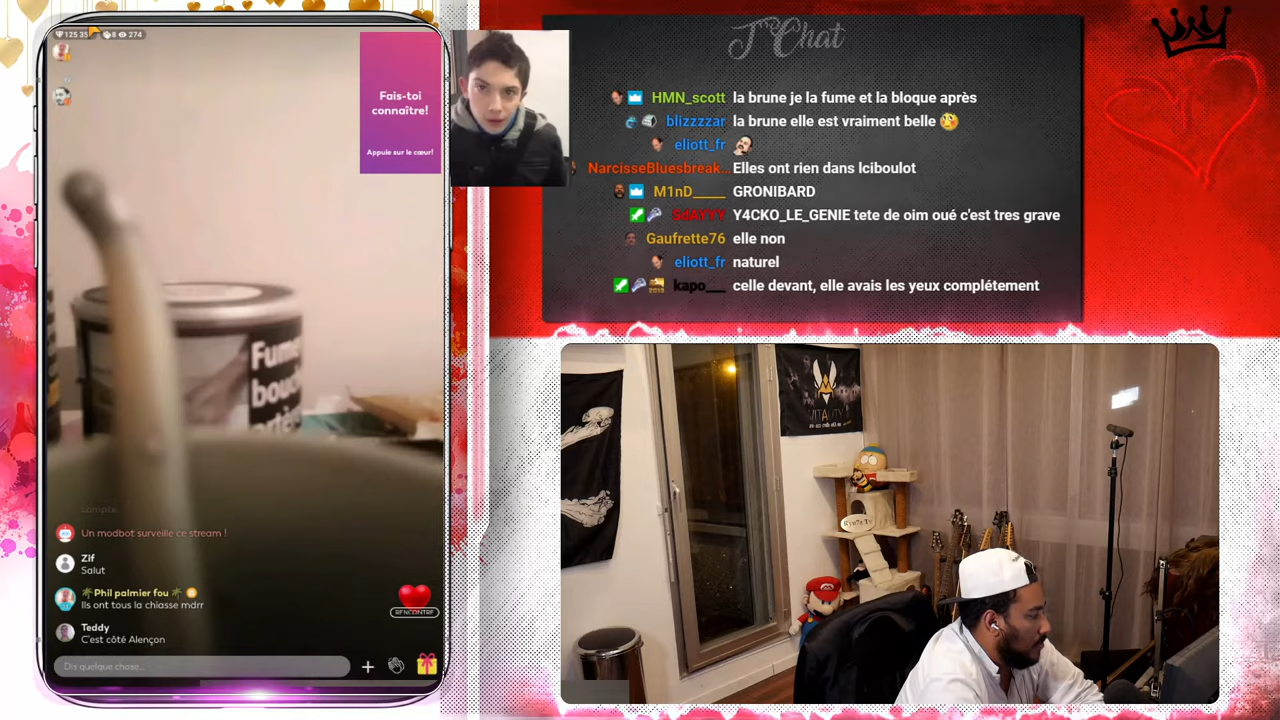 125 35
8
274
Fais-toi
connaître!
Appuie sur le cœur!
Fume
bouc
artè
compte.
Un modbot surveille ce stream !
Zif
Salut
Phil palmier fou
Ils ont tous la chiasse mdrr
Teddy
C'est côté Alençon
RENCONTRE
Dis quelque chose...
T'Chat
HMN_scott la brune je la fume et la bloque après
blizzzzar la brune elle est vraiment belle
eliott_fr
NarcisseBluesbreak... Elles ont rien dans lciboulot
M1nD_____ GRONIBARD
SdAYYY Y4CKO_LE_GENIE tete de oim oué c'est tres grave
Gaufrette76 elle non
eliott_fr naturel
kapo___ celle devant, elle avais les yeux complétement
VITALITY